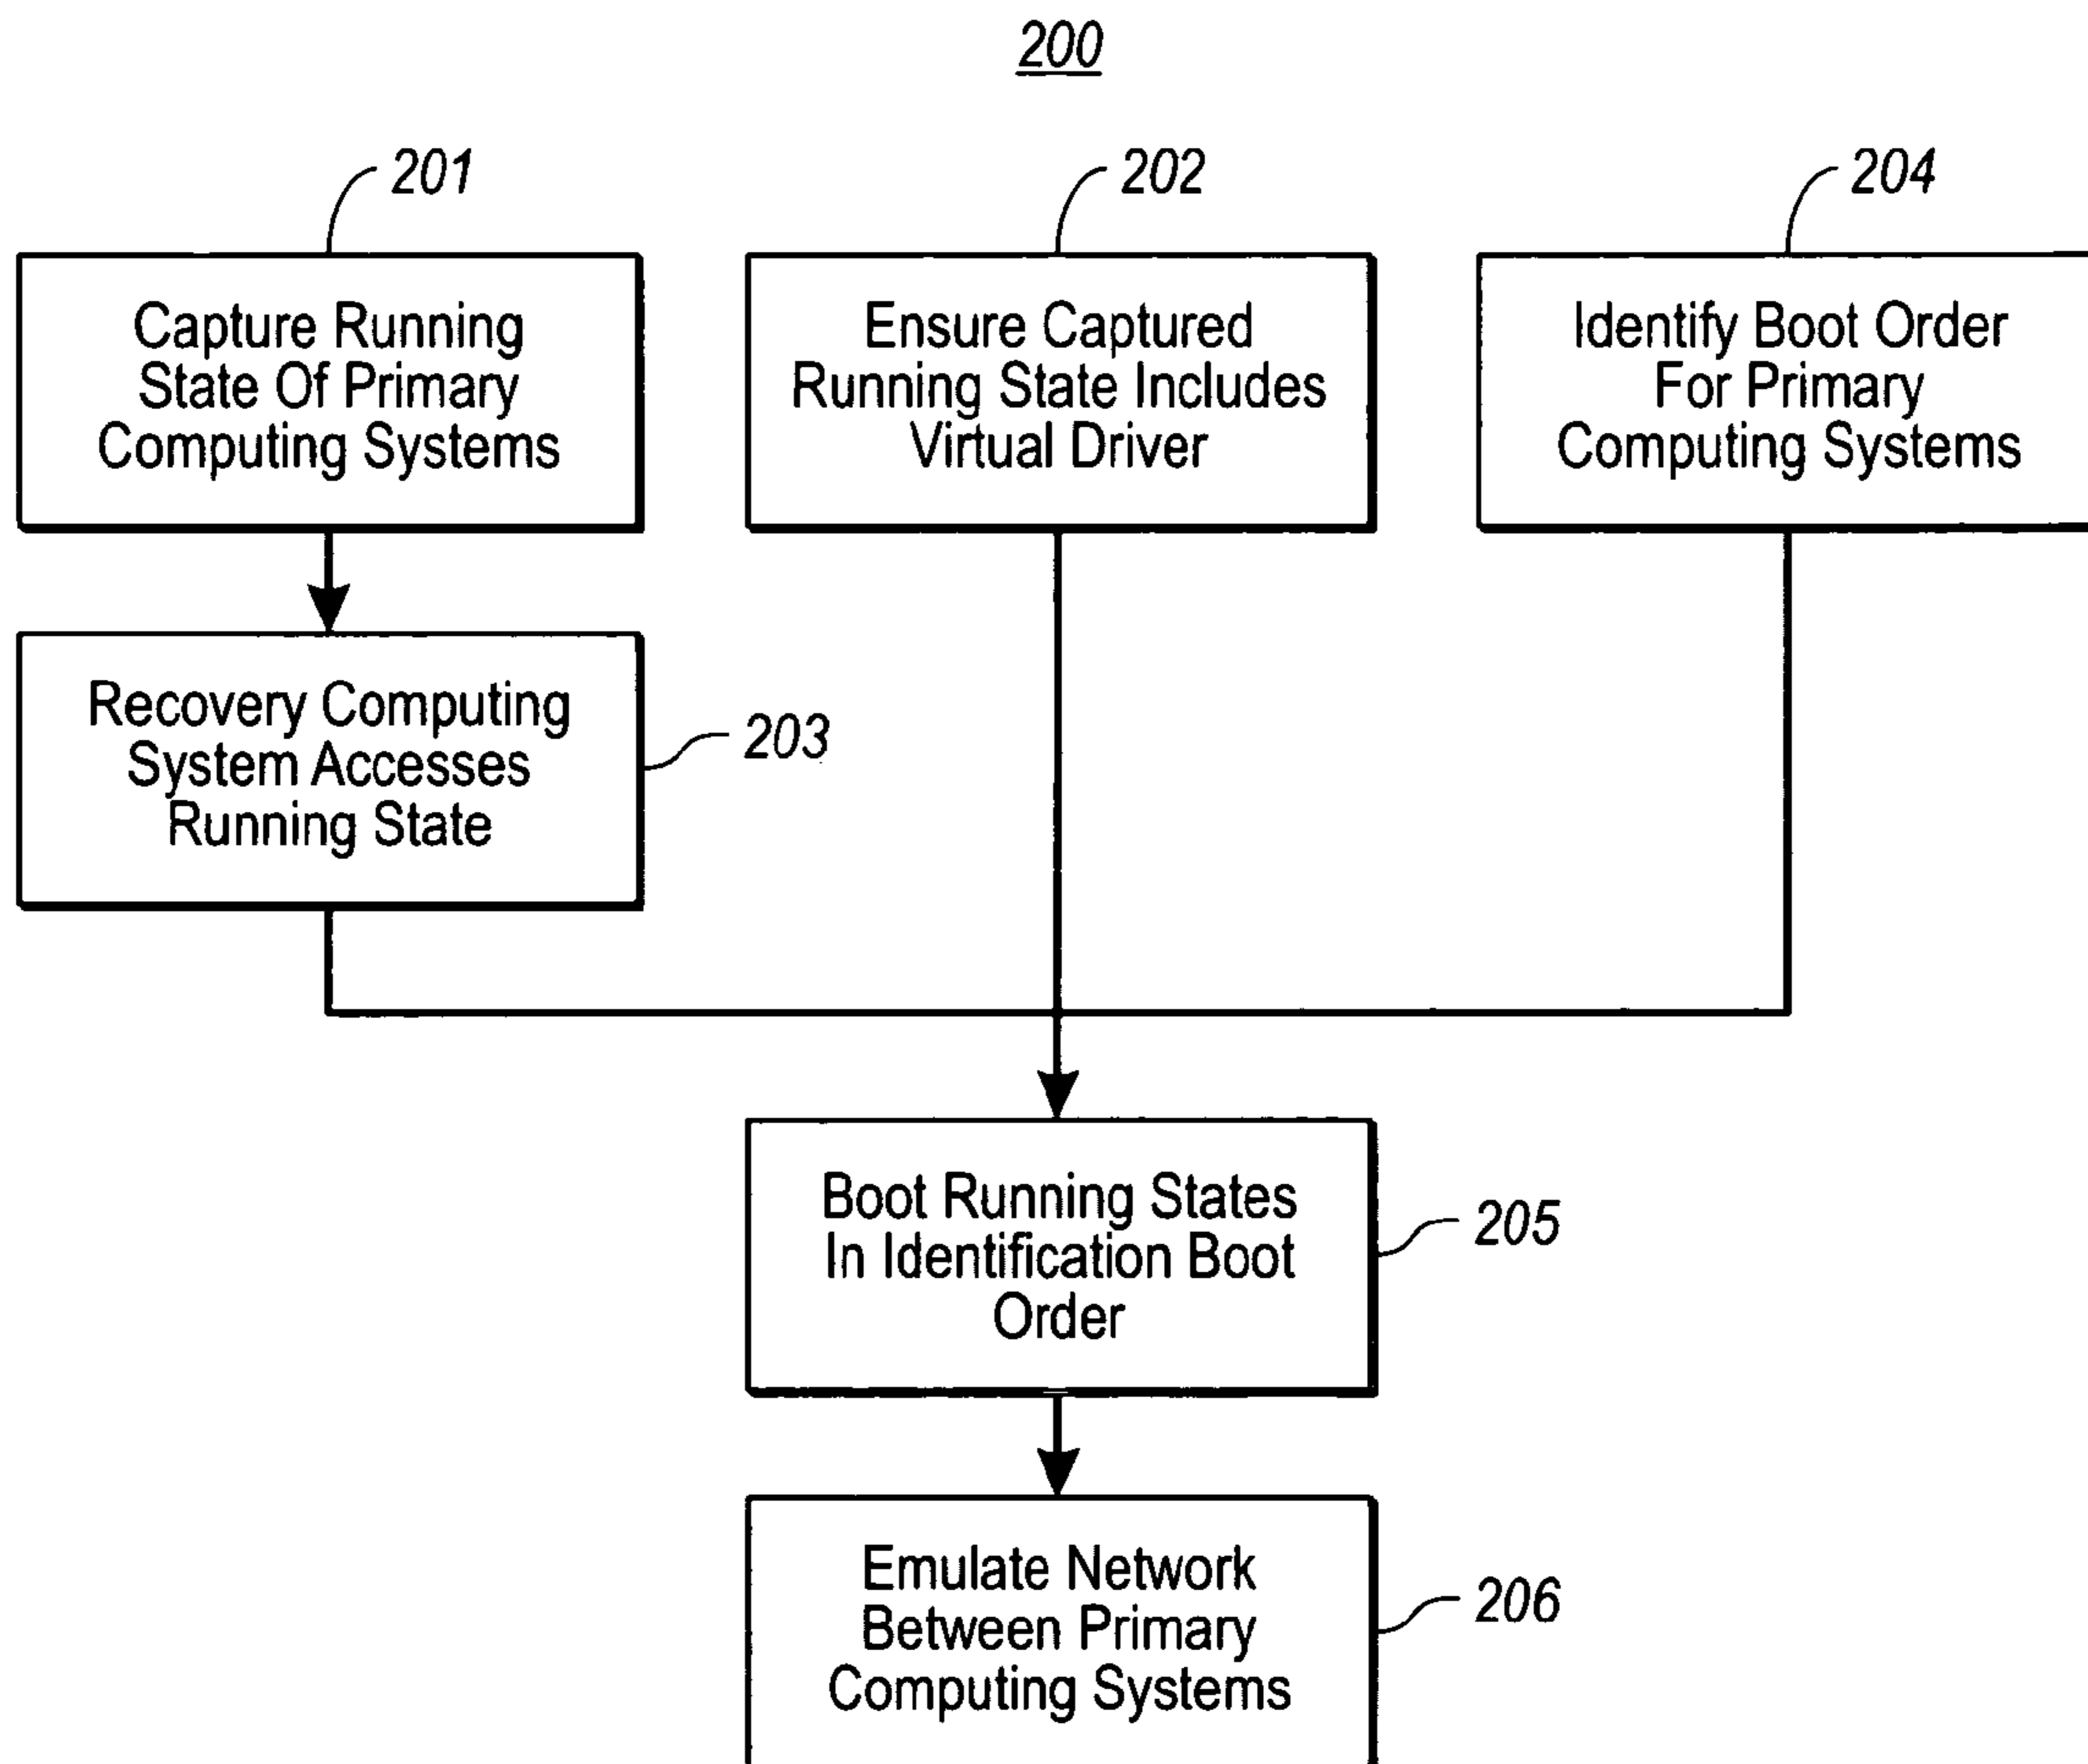 200
201
202
204
Capture Running
State Of Primary
Computing Systems
Ensure Captured
Running State Includes
Virtual Driver
Identify Boot Order
For Primary
Computing Systems
Recovery Computing
System Accesses
Running State
203
Boot Running States
In Identification Boot
Order
205
Emulate Network
Between Primary
Computing Systems
206